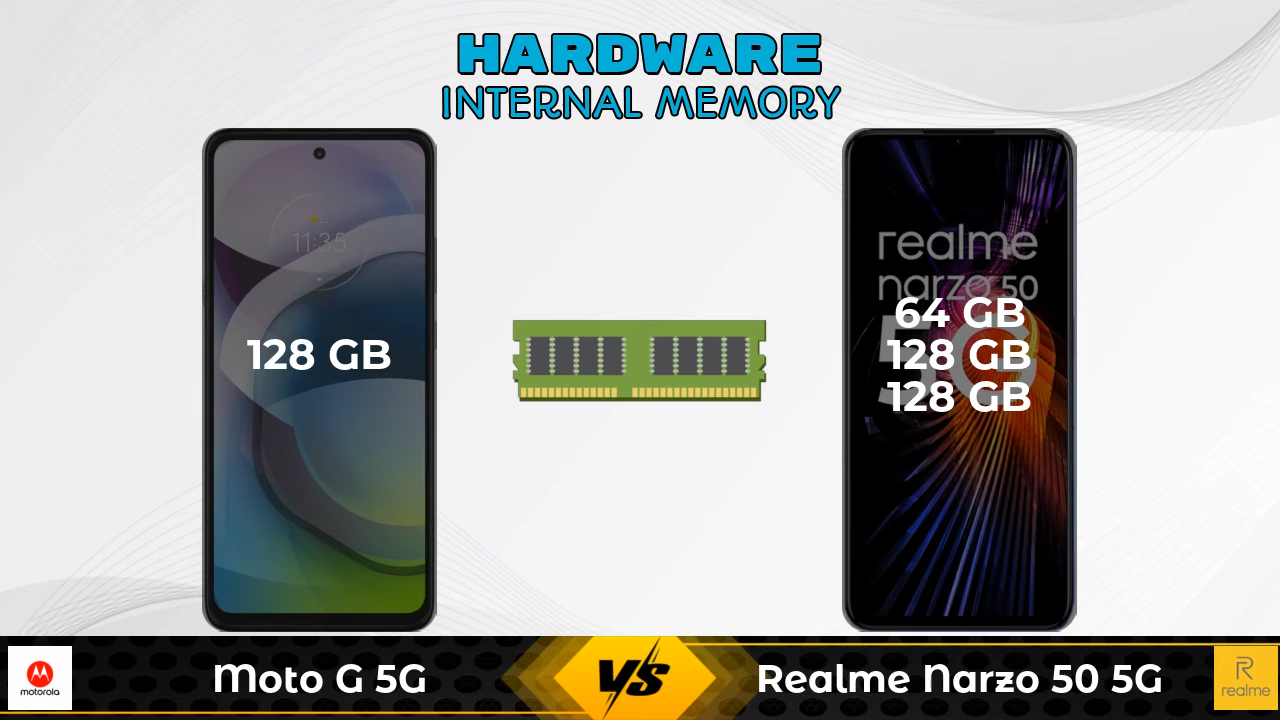 HARDWARE
INTERNAL MEMORY
11:35
128 GB
realme
narzo 50
5G
64 GB
128 GB
128 GB
motorola
Moto G 5G
VS
Realme Narzo 50 5G
R
realme